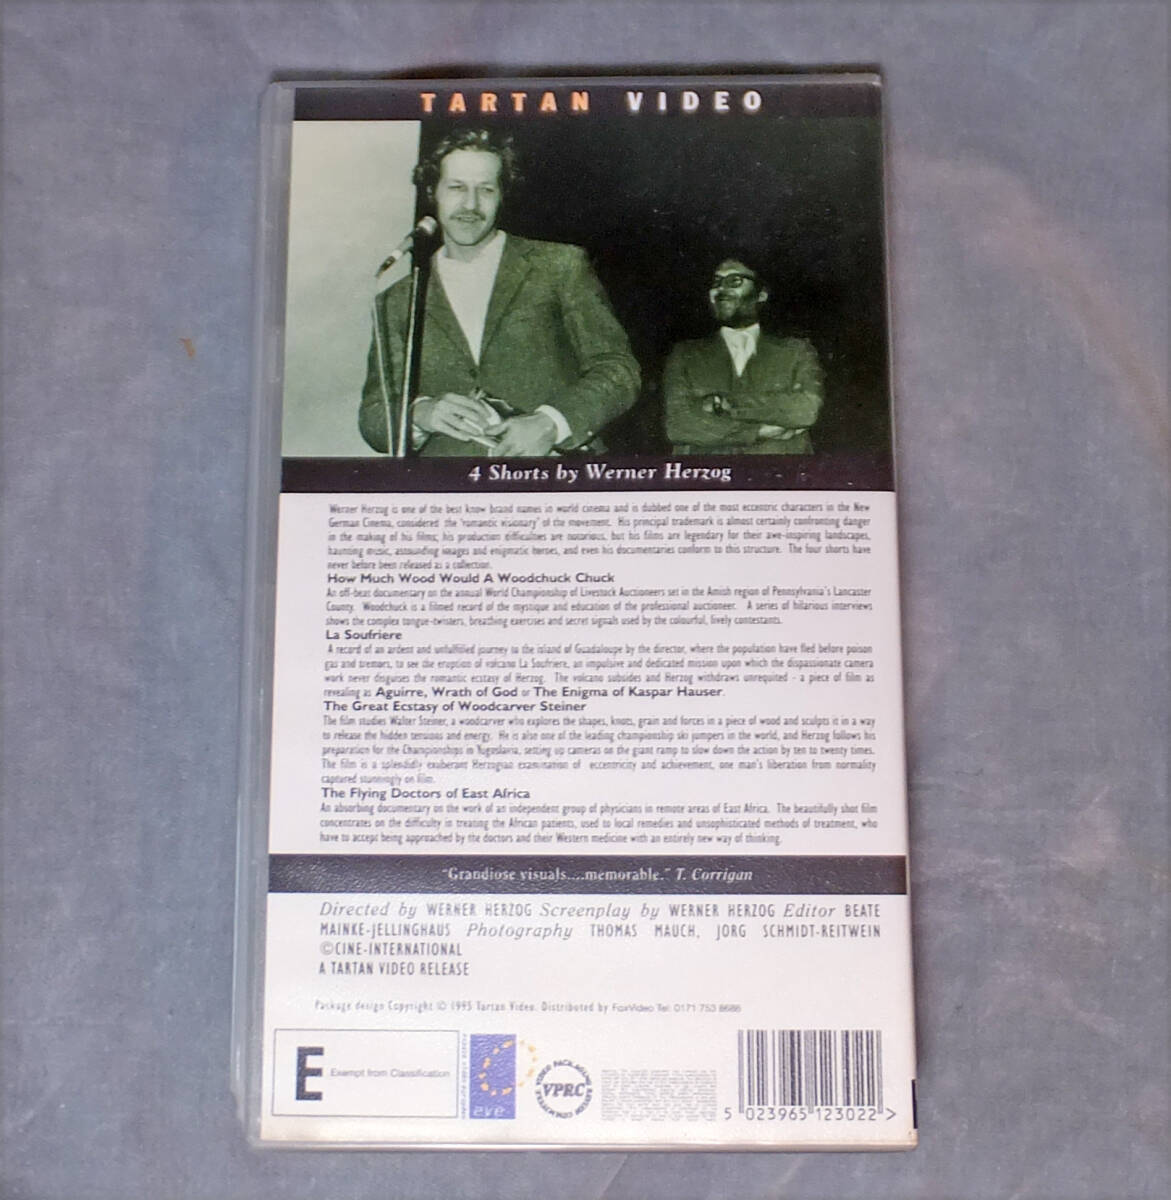 TARTAN VIDEO
4 Shorts by Werner Herzog
Werner Herzog is one of the best know brand names in world cinema and is dubbed one of the most eccentric characters in the New
German Cinema, considered the 'romantic visionary' of the movement. His principal trademark is almost certainly confronting danger
in the making of his films; his production difficulties are notorious, but his films are legendary for their awe-inspiring landscapes,
haunting music, astounding images and enigmatic heroes, and even his documentaries conform to this structure. The four shorts have
never before been released as a collection.
How Much Wood Would A Woodchuck Chuck
An off-beat documentary on the annual World Championship of Livestock Auctioneers set in the Amish region of Pennsylvania's Lancaster
County. Woodchuck is a filmed record of the mystique and education of the professional auctioneer. A series of hilarious interviews
shows the complex tongue-twisters, breathing exercises and secret signals used by the colourful, lively contestants.
La Soufriere
A record of an ardent and unfulfilled journey to the island of Guadaloupe by the director, where the population have fled before poison
gas and tremors, to see the eruption of volcano La Soufriere, an impulsive and dedicated mission upon which the dispassionate camera
work never disguises the romantic ecstasy of Herzog. The volcano subsides and Herzog withdraws unrequited - a piece of film as
revealing as Aguirre, Wrath of God or The Enigma of Kaspar Hauser.
The Great Ecstasy of Woodcarver Steiner
The film studies Walter Steiner, a woodcarver who explores the shapes, knots, grain and forces in a piece of wood and sculpts it in a way
to release the hidden tensions and energy. He is also one of the leading championship ski jumpers in the world, and Herzog follows his
preparation for the Championships in Yugoslavia, setting up cameras on the giant ramp to slow down the action by ten to twenty times.
The film is a splendidly exuberant Herzogian examination of eccentricity and achievement, one man's liberation from normality
captured stunningly on film.
The Flying Doctors of East Africa
An absorbing documentary on the work of an independent group of physicians in remote areas of East Africa. The beautifully shot film
concentrates on the difficulty in treating the African patients, used to local remedies and unsophisticated methods of treatment, who
have to accept being approached by the doctors and their Western medicine with an entirely new way of thinking.
"Grandiose visuals....memorable." T. Corrigan
Directed by WERNER HERZOG Screenplay by WERNER HERZOG Editor BEATE
MAINKE-JELLINGHAUS Photography THOMAS MAUCH, JORG SCHMIDT-REITWEIN
©CINE-INTERNATIONAL
A TARTAN VIDEO RELEASE
Package design Copyright © 1995 Tartan Video. Distributed by FoxVideo Tel: 0171 753 8686
E Exempt from Classification
eve
VPRC
5 023965 123022 >